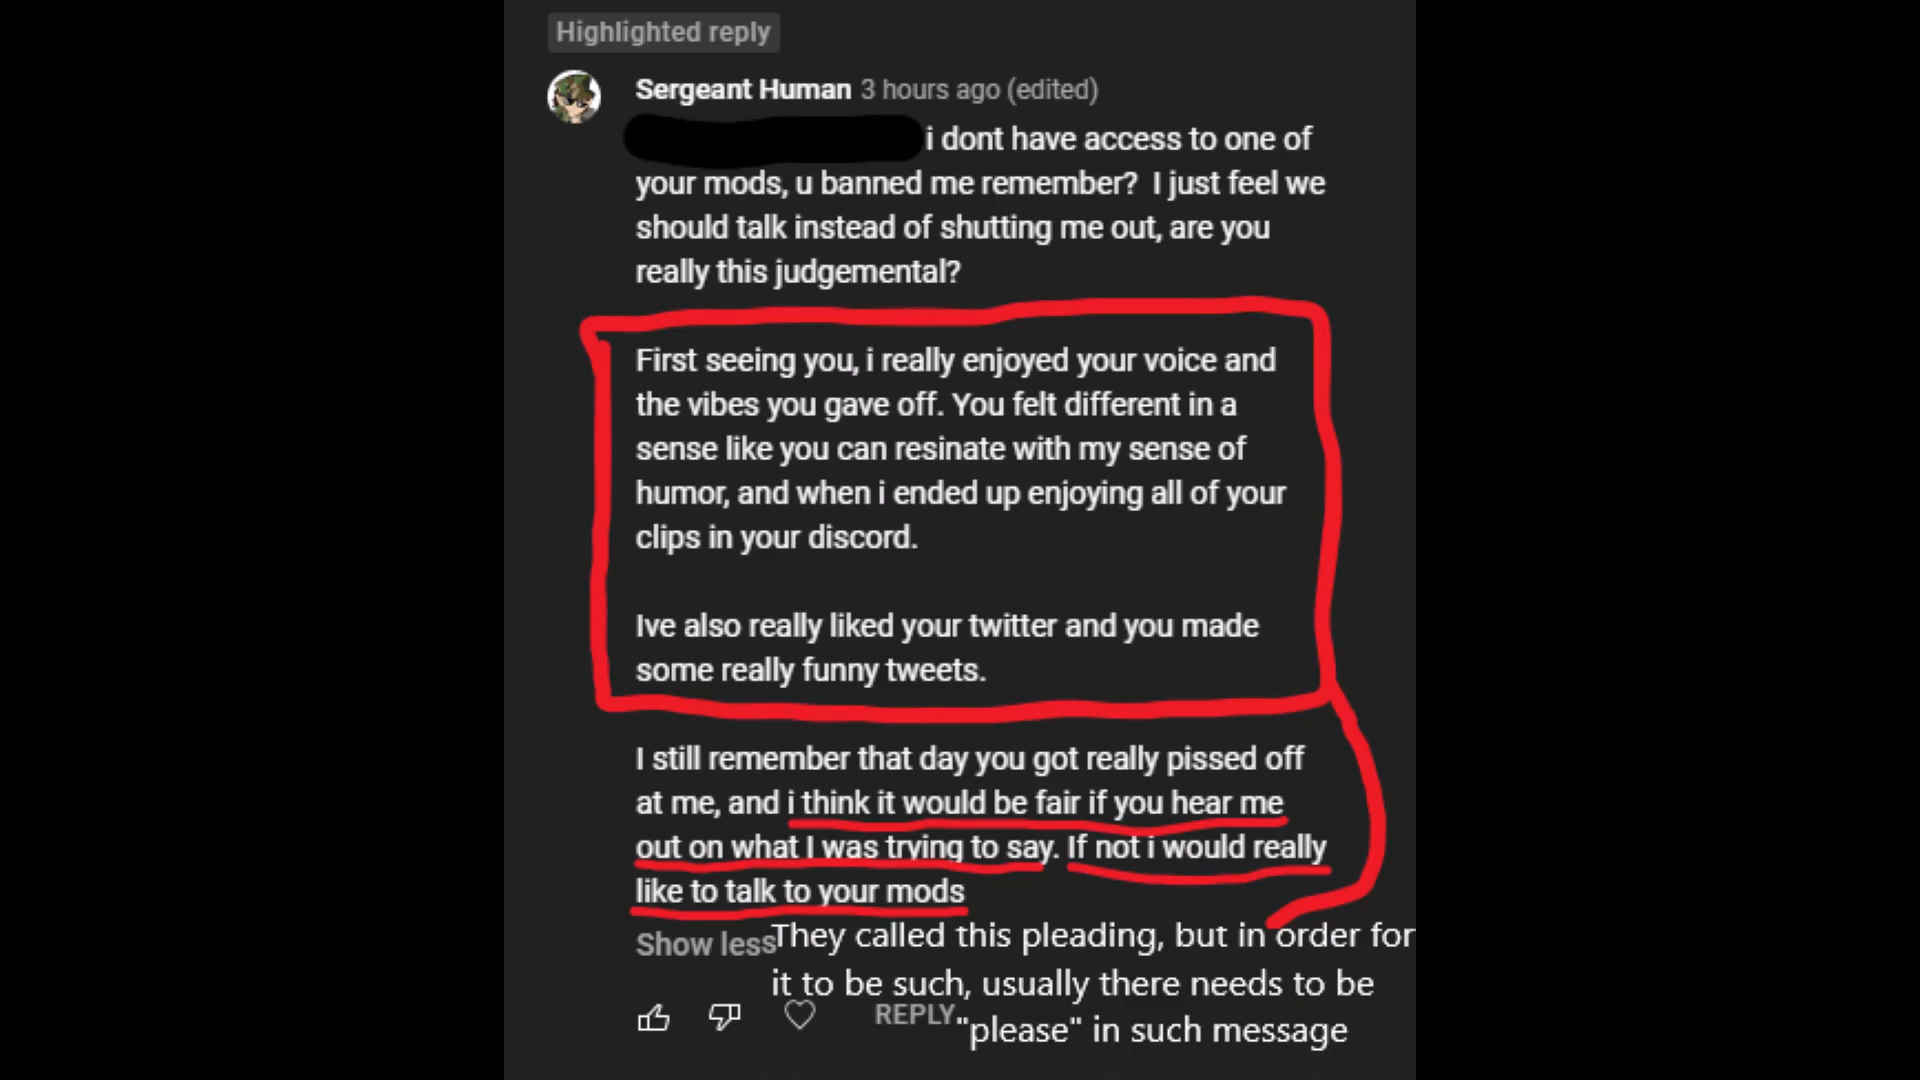 Highlighted reply
Sergeant Human 3 hours ago (edited)
i dont have access to one of
your mods, u banned me remember?  I just feel we
should talk instead of shutting me out, are you
really this judgemental?
First seeing you, i really enjoyed your voice and
the vibes you gave off. You felt different in a
sense like you can resinate with my sense of
humor, and when i ended up enjoying all of your
clips in your discord.
Ive also really liked your twitter and you made
some really funny tweets.
I still remember that day you got really pissed off
at me, and i think it would be fair if you hear me
out on what I was trying to say. If not i would really
like to talk to your mods
Show less
They called this pleading, but in order for
it to be such, usually there needs to be
"please" in such message
REPLY